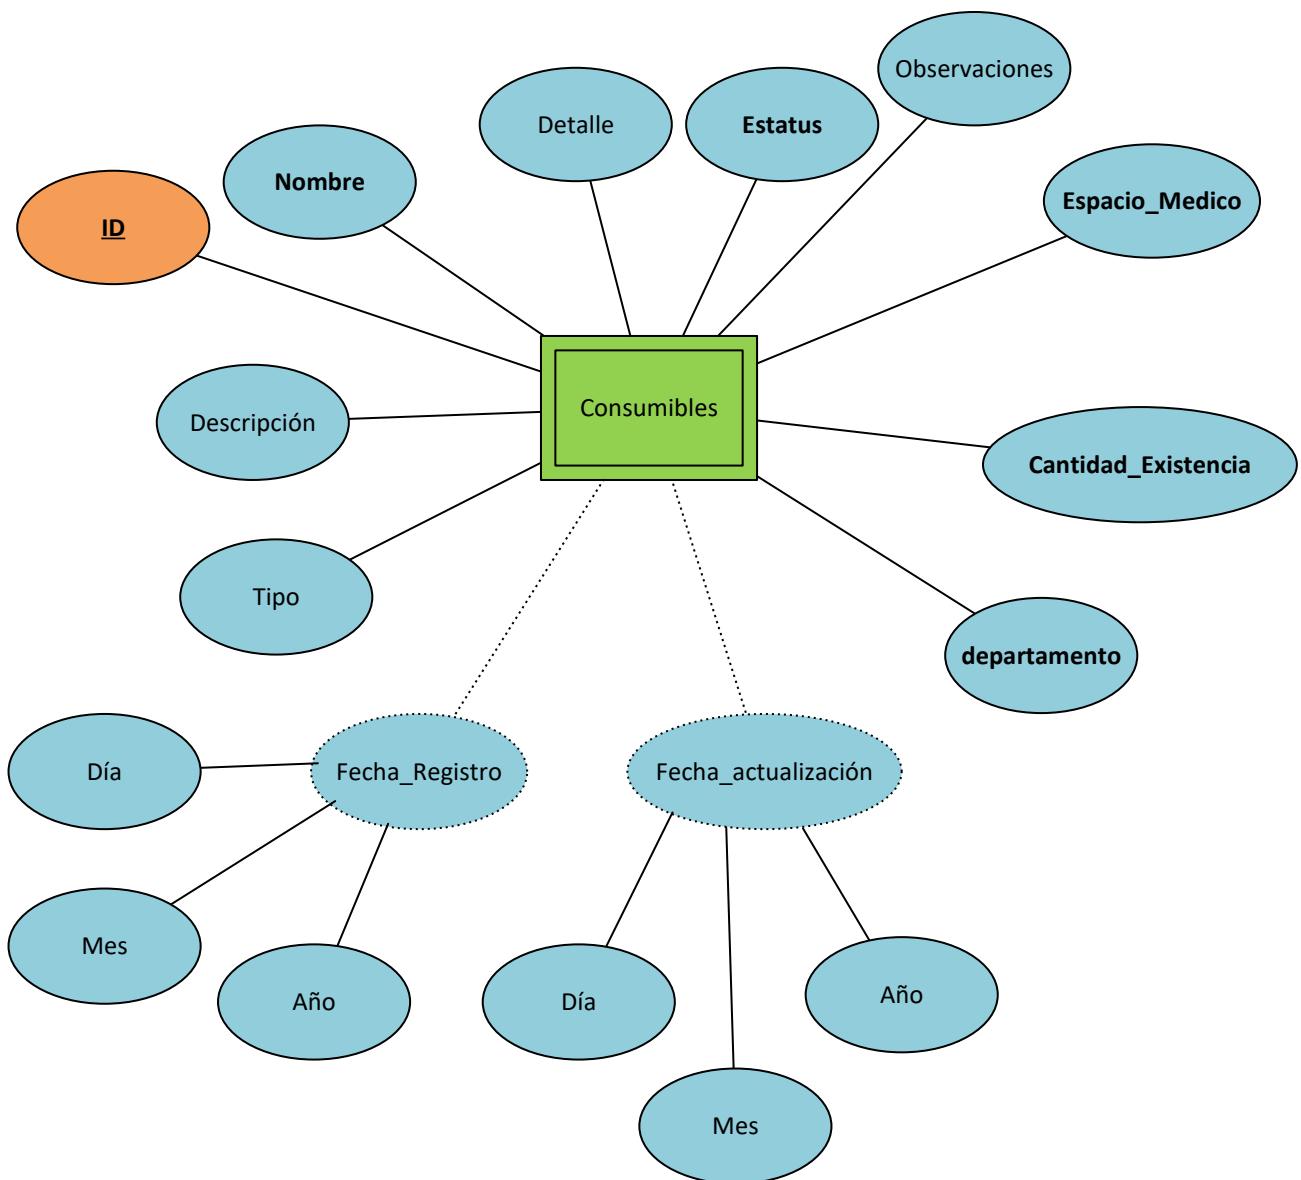 Observaciones
Detalle
Estatus
Nombre
Espacio_Medico
ID
Consumibles
Descripción
Cantidad_Existencia
Tipo
departamento
Día
Fecha_Registro
Fecha_actualización
Mes
Año
Día
Año
Mes